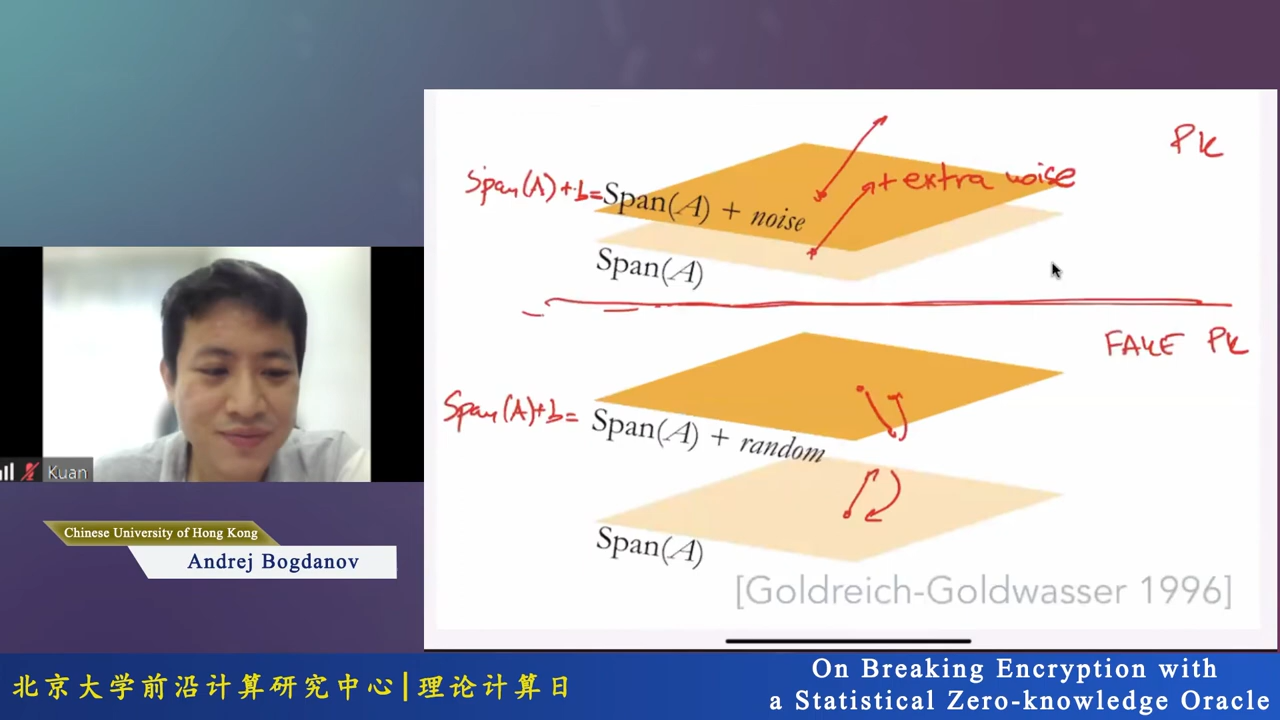 Pk
Span(A)+b=
Span(A) + noise
+ extra noise
Span(A)
FAKE Pk
Span(A)+b=
Span(A) + random
Span(A)
[Goldreich-Goldwasser 1996]
Kuan
Chinese University of Hong Kong
Andrej Bogdanov
北京大学前沿计算研究中心|理论计算日
On Breaking Encryption with
a Statistical Zero-knowledge Oracle